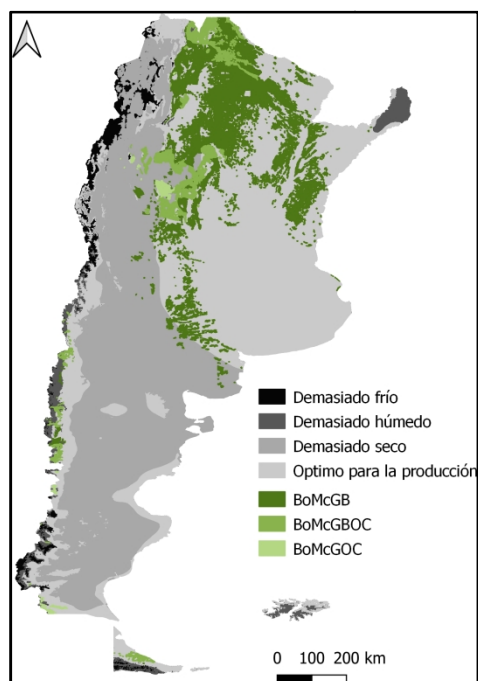 Demasiado frío
Demasiado húmedo
Demasiado seco
Optimo para la producción
BoMcGB
BoMcGBOC
BoMcGOC
0 100 200 km